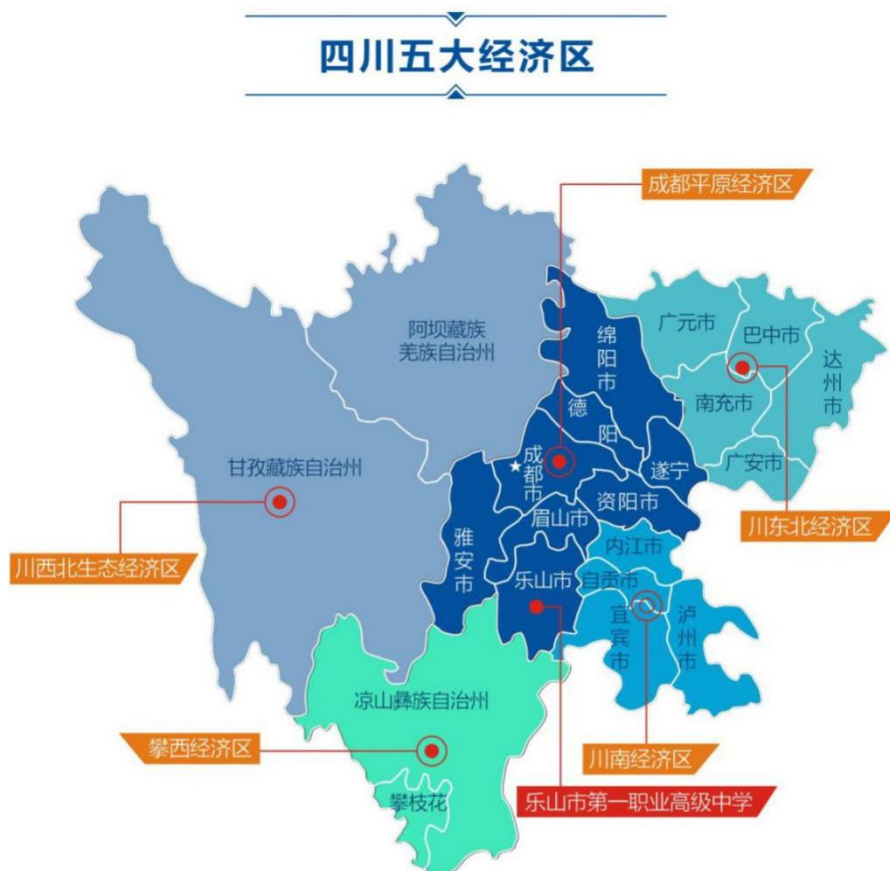 四川五大经济区
成都平原经济区
阿坝藏族
羌族自治州
绵阳市
广元市
巴中市
达州市
南充市
德阳
广安市
甘孜藏族自治州
成都市
遂宁
资阳市
眉山市
雅安市
川东北经济区
内江市
川西北生态经济区
乐山市
自贡市
宜宾市
泸州市
凉山彝族自治州
攀西经济区
川南经济区
攀枝花
乐山市第一职业高级中学